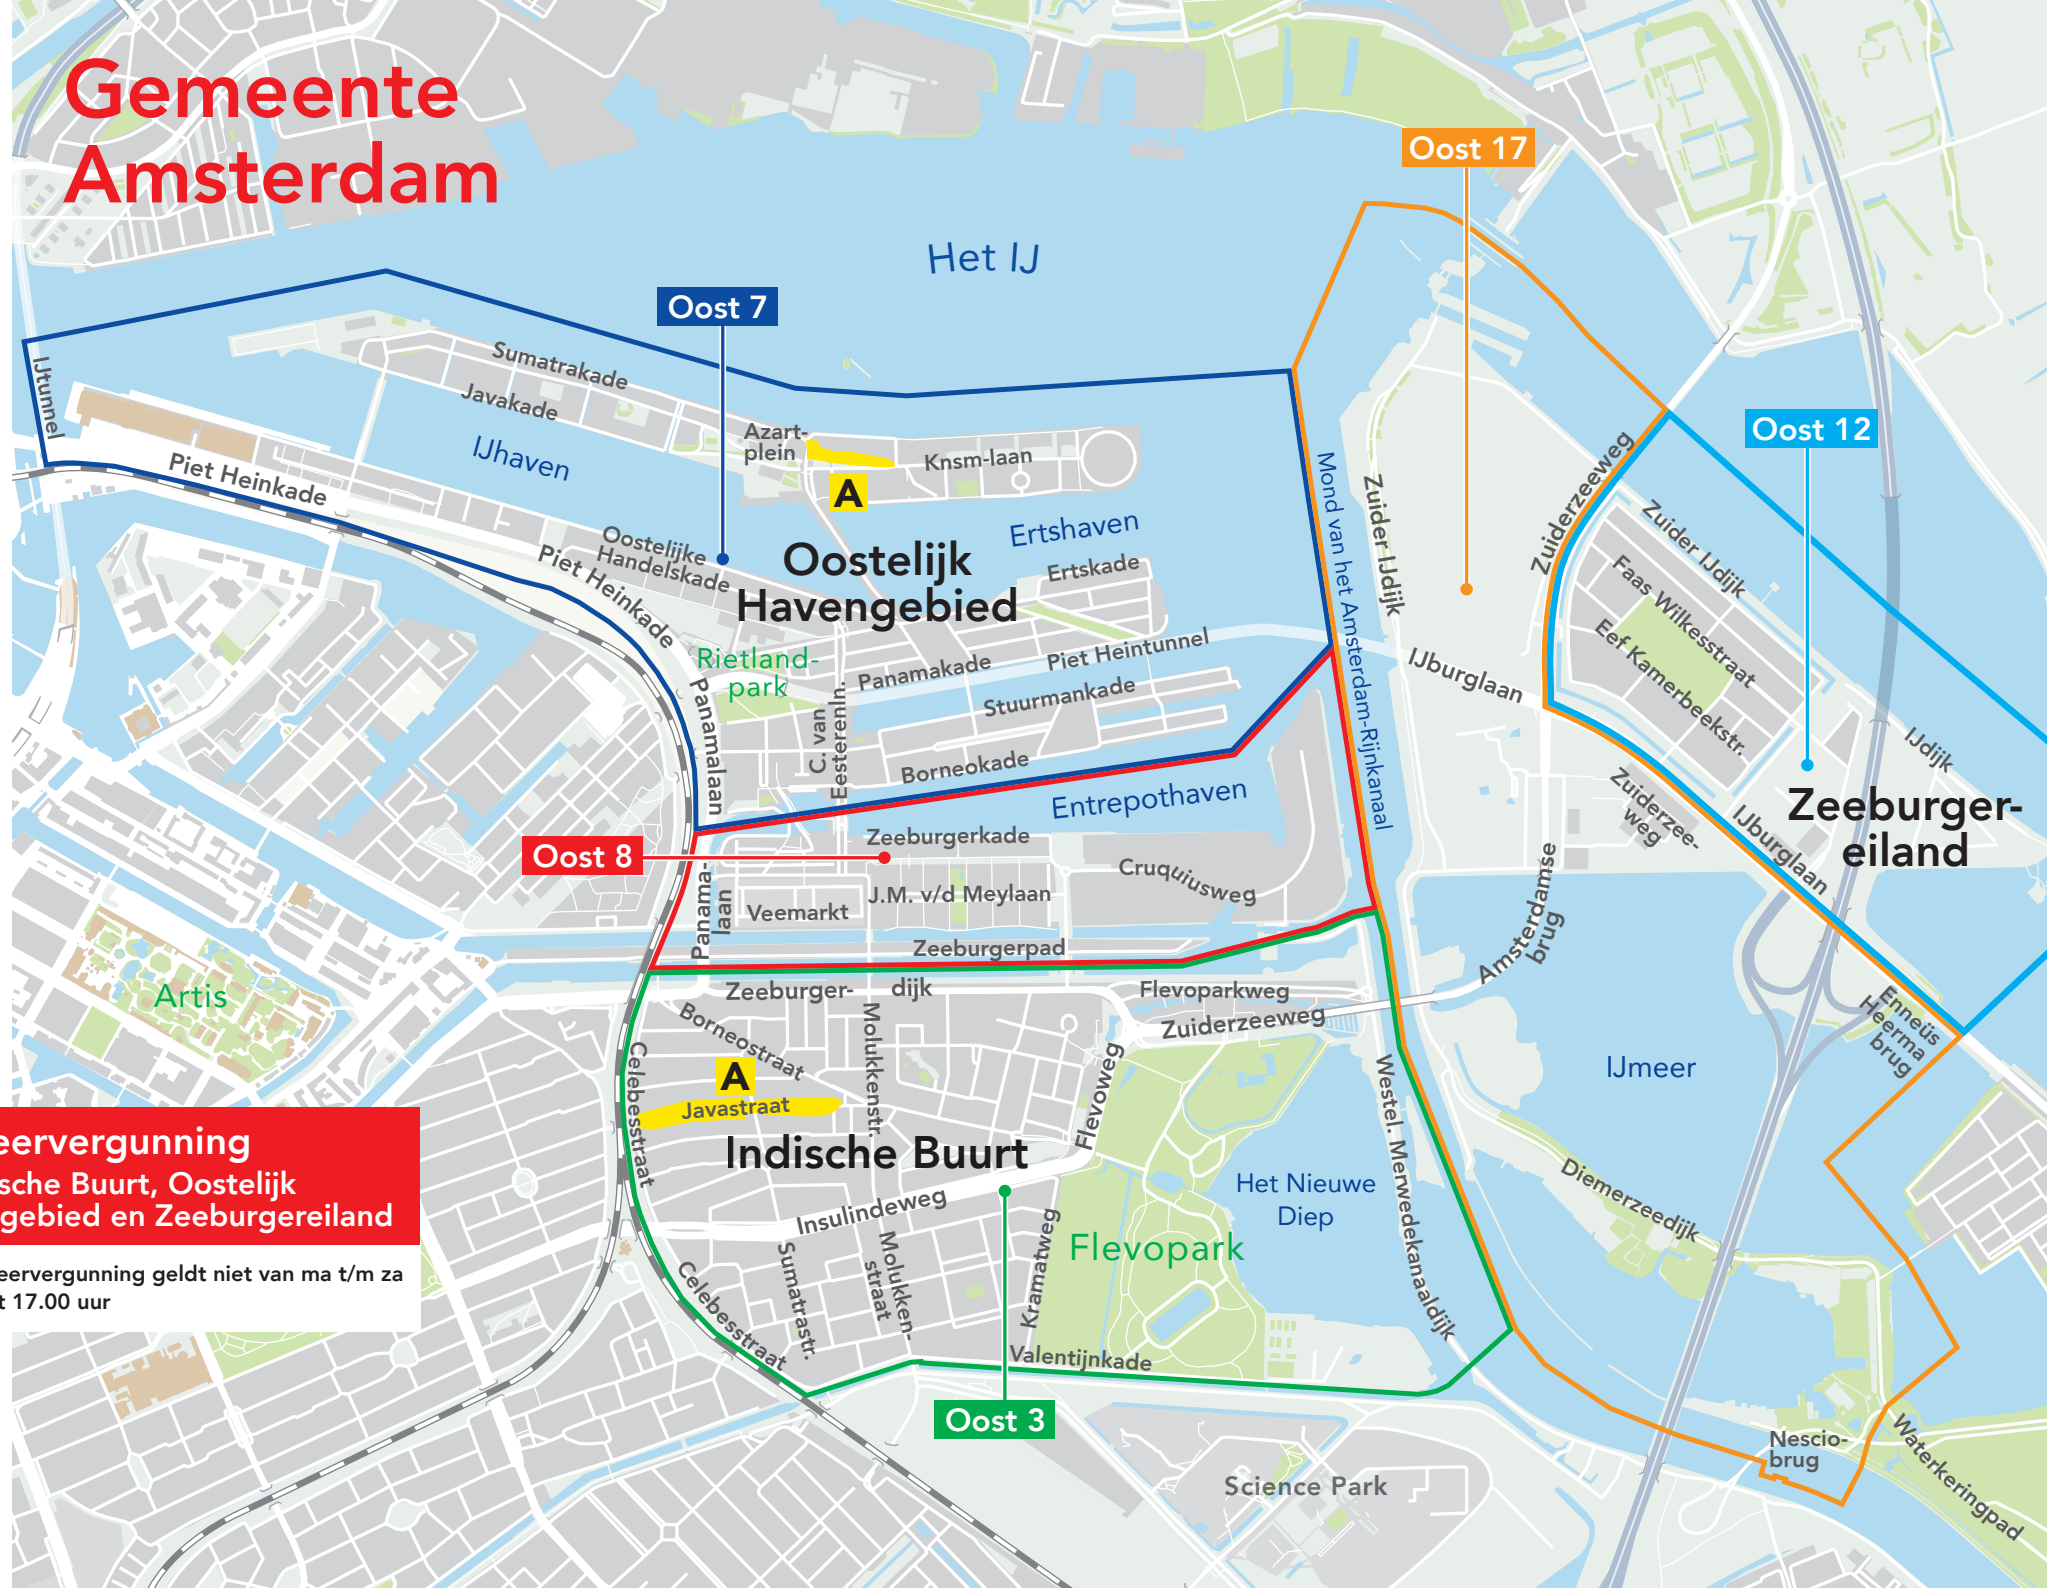 Gemeente
Amsterdam
Oost 17
Het IJ
Oost 7
IJtunnel
Sumatrakade
Javakade
IJhaven
Azart-
plein
Knsm-laan
A
Piet Heinkade
Ertshaven
Oostelijke
Handelskade
Piet Heinkade
Oostelijk
Havengebied
Ertskade
Mond van het Amsterdam-Rijnkanaal
Zuider IJdijk
Zuiderzeeweg
Oost 12
Zuider IJdijk
Faas Wilkesstraat
Eef Kamerbeekstr.
Rietland-
park
Panamakade
Piet Heintunnel
Stuurmankade
IJburglaan
Panamalaan
C. van
Eesterenln.
Borneokade
Entrepothaven
IJdijk
Zuiderzee-
weg
IJburglaan
Zeeburger-
eiland
Oost 8
Zeeburgerkade
Panama-
laan
Veemarkt
J.M. v/d Meylaan
Cruquiusweg
Amsterdamse
brug
Zeeburgerpad
Artis
Zeeburger-
dijk
Flevoparkweg
Zuiderzeeweg
Enneüs
Heerma
brug
Borneostraat
Molukkenstr.
Celebesstraat
A
Javastraat
Flevoweg
Westel. Merwedekanaaldijk
IJmeer
Indische Buurt
eervergunning
sche Buurt, Oostelijk
gebied en Zeeburgereiland
eervergunning geldt niet van ma t/m za
t 17.00 uur
Insulindeweg
Het Nieuwe
Diep
Diemerzeedijk
Flevopark
Kramatweg
Sumatrastr.
Molukken-
straat
Celebesstraat
Valentijnkade
Oost 3
Nescio-
brug
Waterkeringpad
Science Park